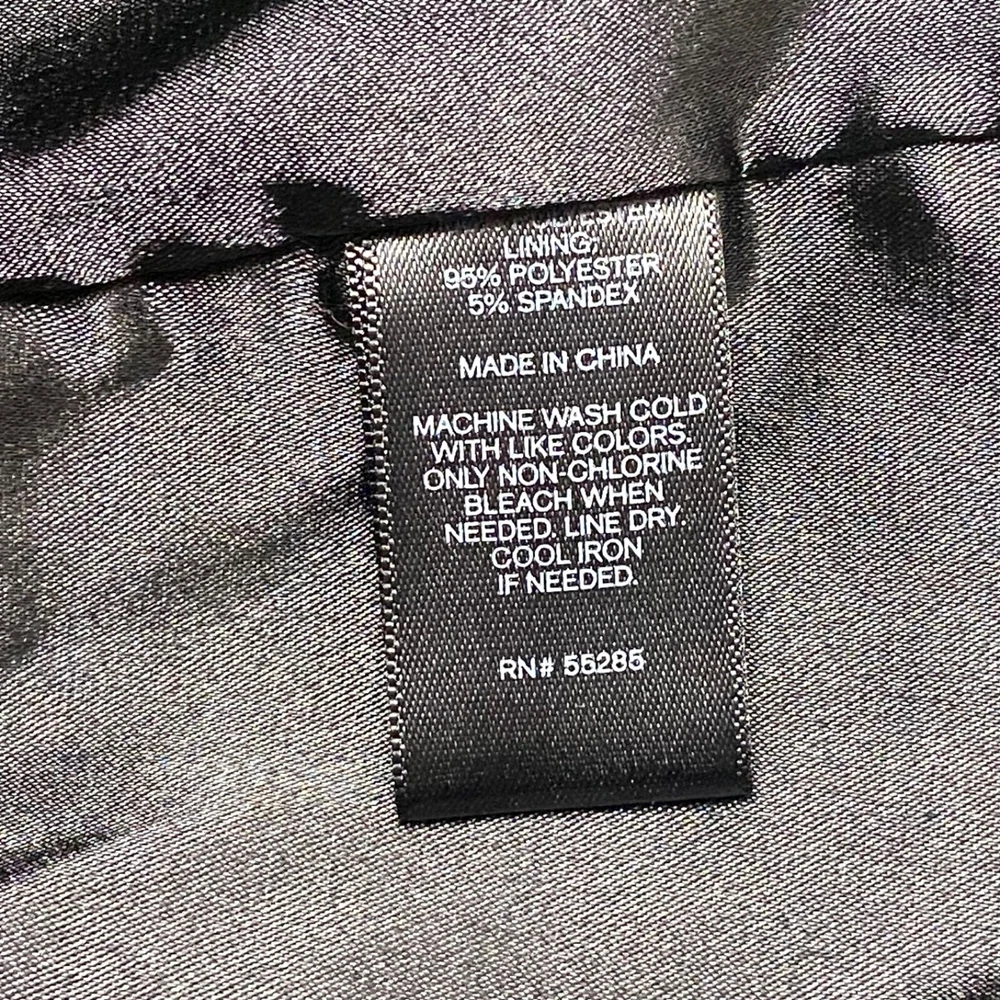 LINING:
95% POLYESTER
5% SPANDEX
MADE IN CHINA
MACHINE WASH COLD
WITH LIKE COLORS.
ONLY NON-CHLORINE
BLEACH WHEN
NEEDED. LINE DRY.
COOL IRON
IF NEEDED.
RN# 55285